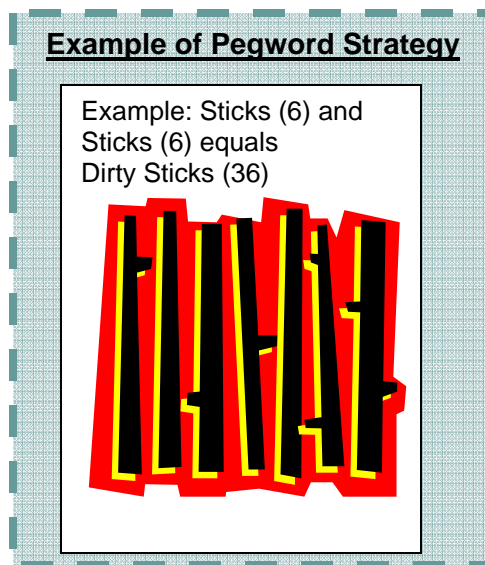 Example of Pegword Strategy
Example: Sticks (6) and
Sticks (6) equals
Dirty Sticks (36)